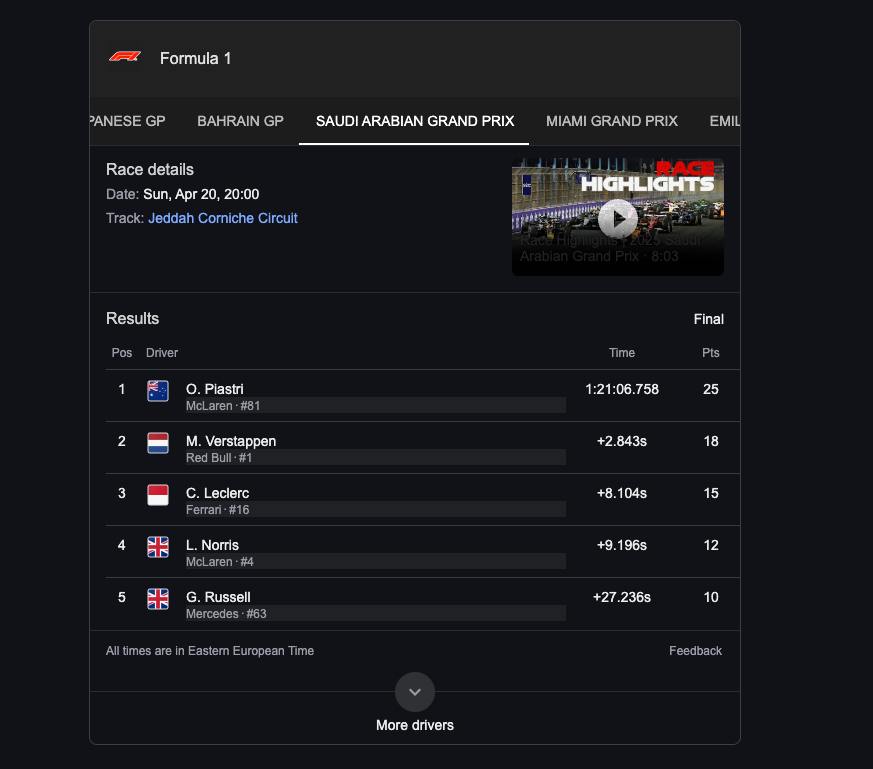 Formula 1
PANESE GP BAHRAIN GP SAUDI ARABIAN GRAND PRIX MIAMI GRAND PRIX EMIL
Race details
Date: Sun, Apr 20, 20:00
Track: Jeddah Corniche Circuit
RACE
HIGHLIGHTS
Race Highlights | 2025 Saudi
Arabian Grand Prix · 8:03
Results Final
Pos Driver Time Pts
1 O. Piastri 1:21:06.758 25
McLaren · #81
2 M. Verstappen +2.843s 18
Red Bull · #1
3 C. Leclerc +8.104s 15
Ferrari · #16
4 L. Norris +9.196s 12
McLaren · #4
5 G. Russell +27.236s 10
Mercedes · #63
All times are in Eastern European Time Feedback
More drivers